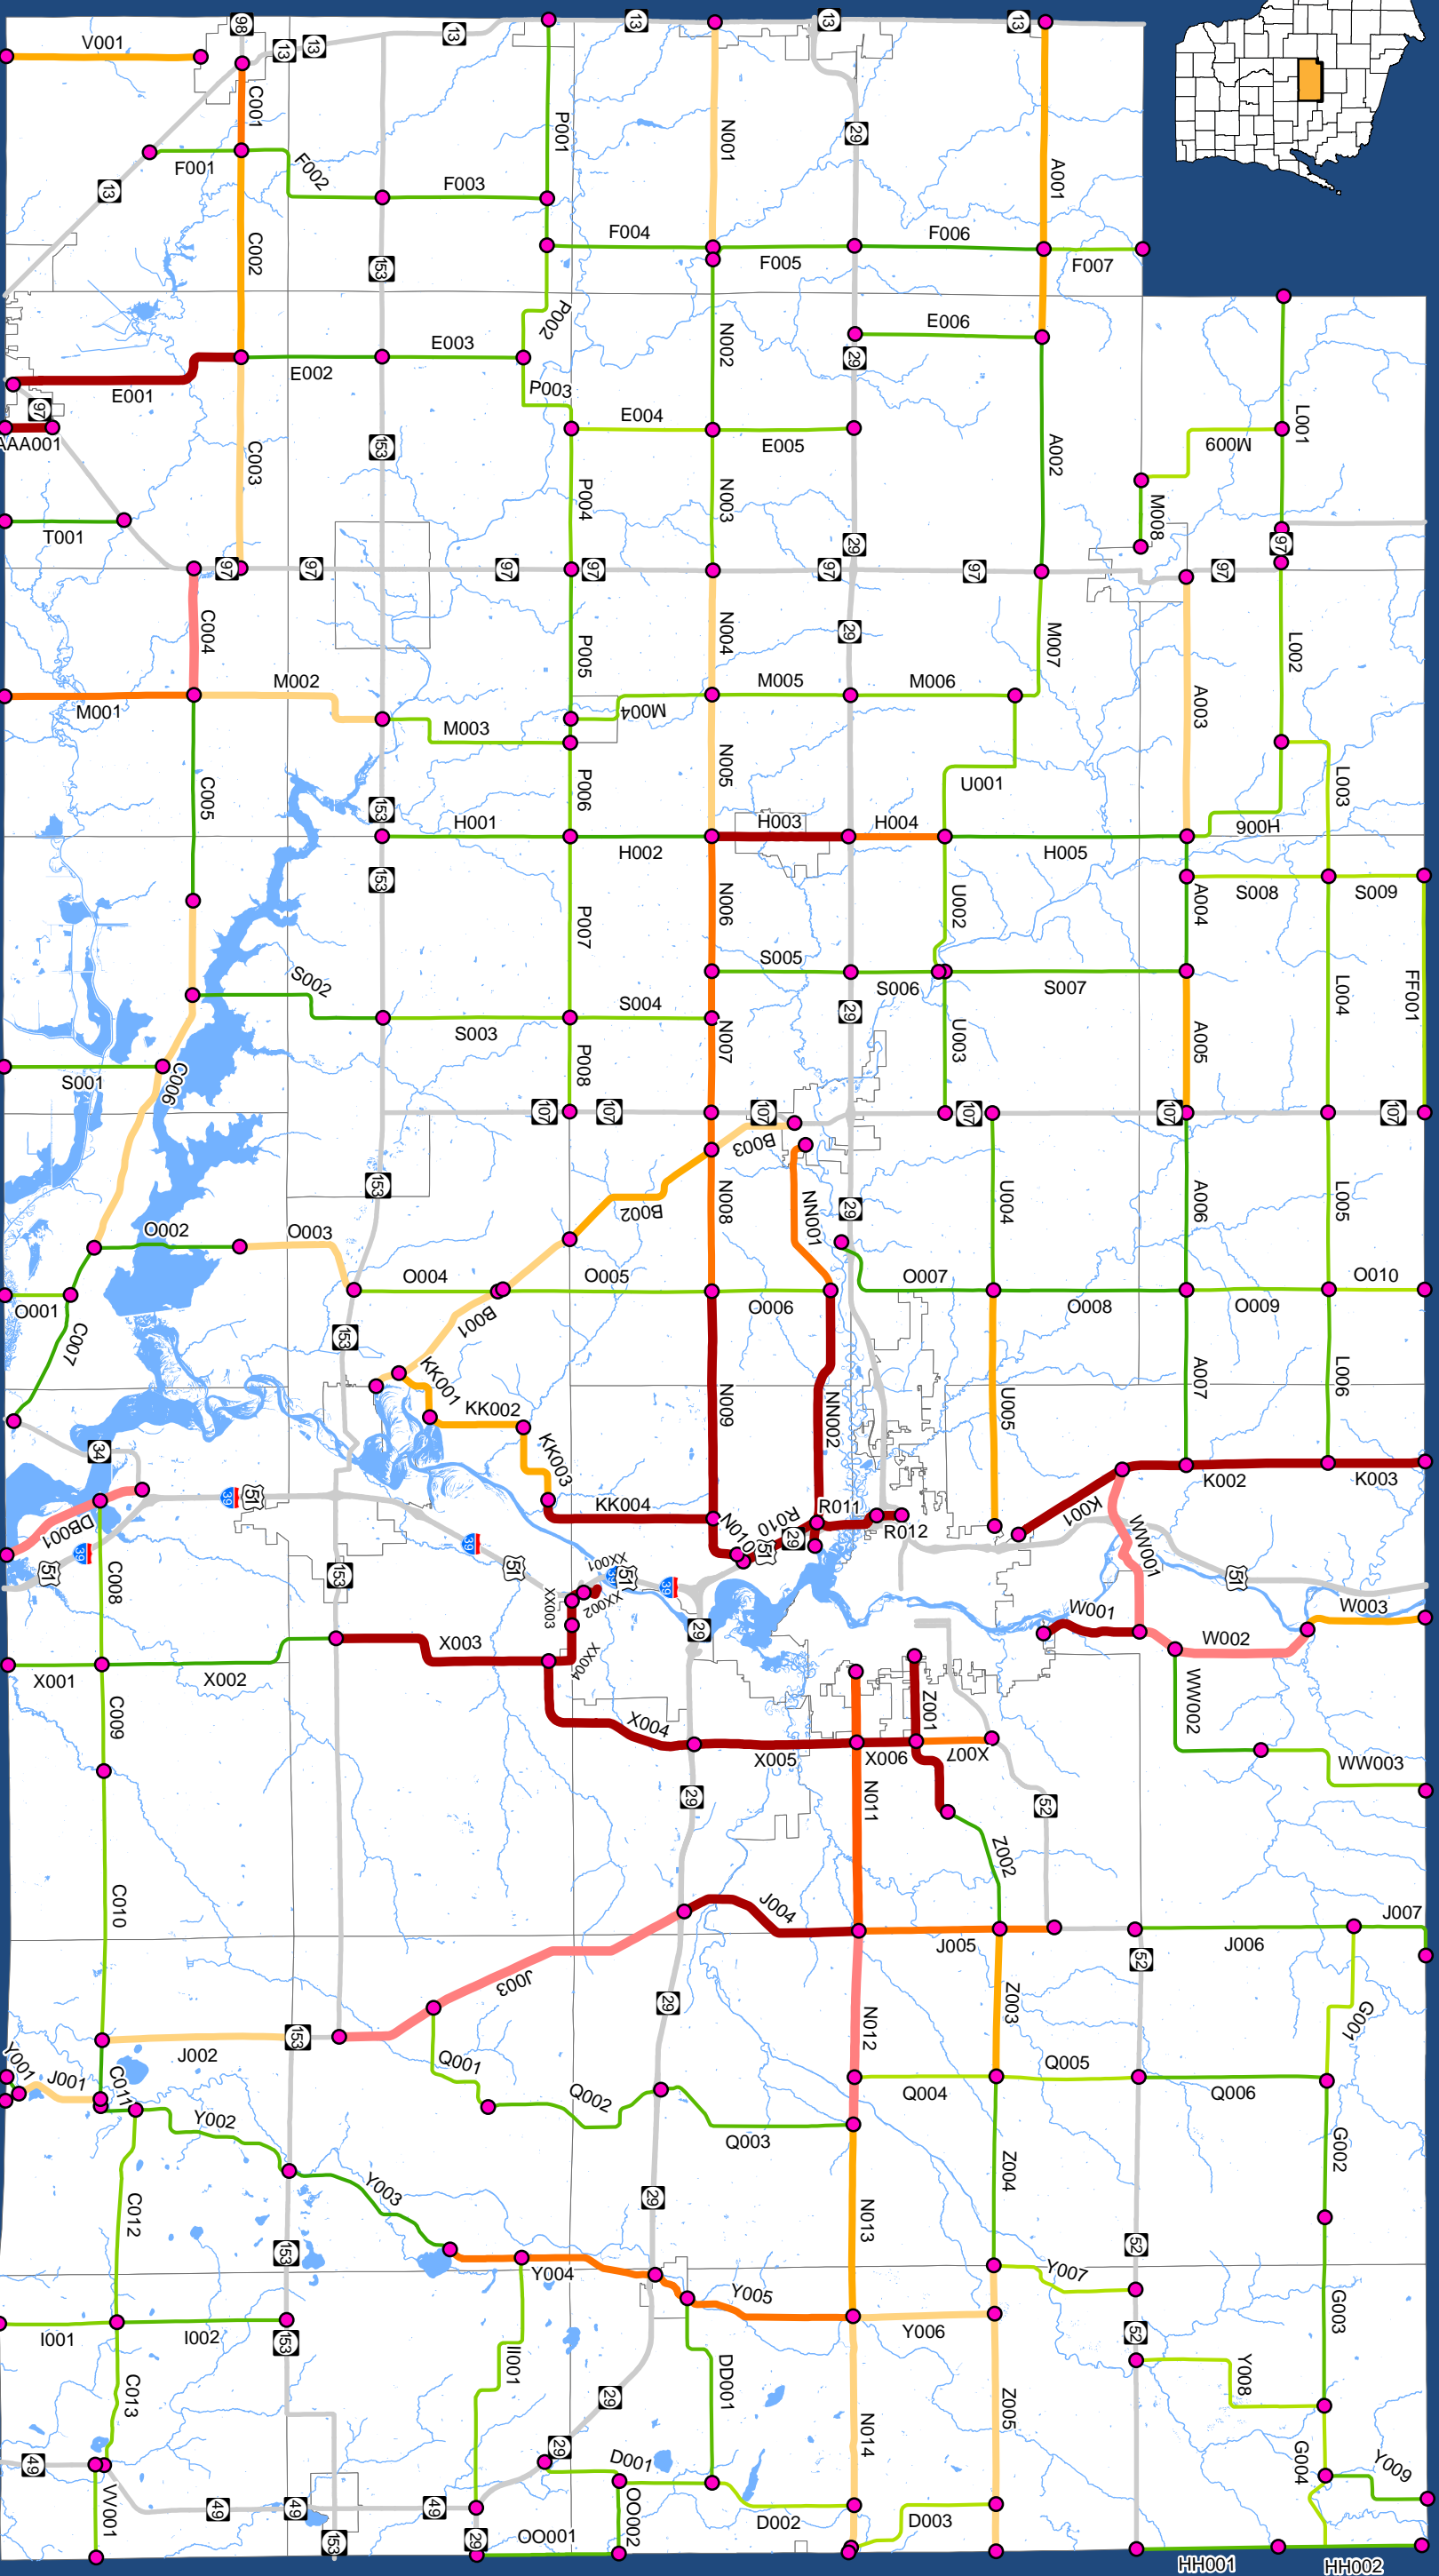 V001
98
13
13
13
13
13
13
C001
P001
N001
29
A001
F001
F002
F003
13
C002
153
F004
F005
F006
F007
P002
N002
E006
E001
E002
E003
29
97
AAA001
P003
E004
E005
L001
M009
C003
153
A002
T001
P004
N003
29
M008
97
97
97
97
97
97
97
97
C004
P005
N004
29
M007
L002
M001
M002
M003
M004
M005
M006
A003
C005
153
P006
N005
U001
L003
H001
H002
H003
H004
H005
H006
153
P007
N006
U002
A004
S008
S009
S002
S003
S004
S005
S006
S007
29
L004
FF001
S001
C006
P008
N007
U003
A005
107
107
107
107
107
107
B003
153
B002
N008
NN001
29
U004
A006
L005
O002
O003
O001
O004
O005
O006
O007
O008
O009
O010
C007
153
B001
KK001
KK002
KK003
KK004
N009
NN002
U005
A007
L006
34
39
51
DB001
39
51
C008
39
51
153
N010
51
R010
29
R011
R012
K001
K002
K003
WW001
51
XX001
XX002
XX003
XX004
39
51
39
29
W001
W002
W003
X001
X002
X003
X004
X005
X006
X007
Z001
WW002
WW003
C009
29
N011
Z002
52
C010
J004
J005
J006
J007
J003
29
52
N012
Z003
G001
Y001
J001
C011
J002
153
Q001
Q002
Q003
Q004
Q005
Q006
Y002
Y003
29
N013
Z004
G002
C012
153
Y004
Y005
Y006
Y007
52
52
I001
I002
153
II001
DD001
G003
Y008
C013
29
N014
Z005
49
29
D001
D002
D003
G004
Y009
VV001
49
49
153
49
29
OO001
OO002
HH001
HH002